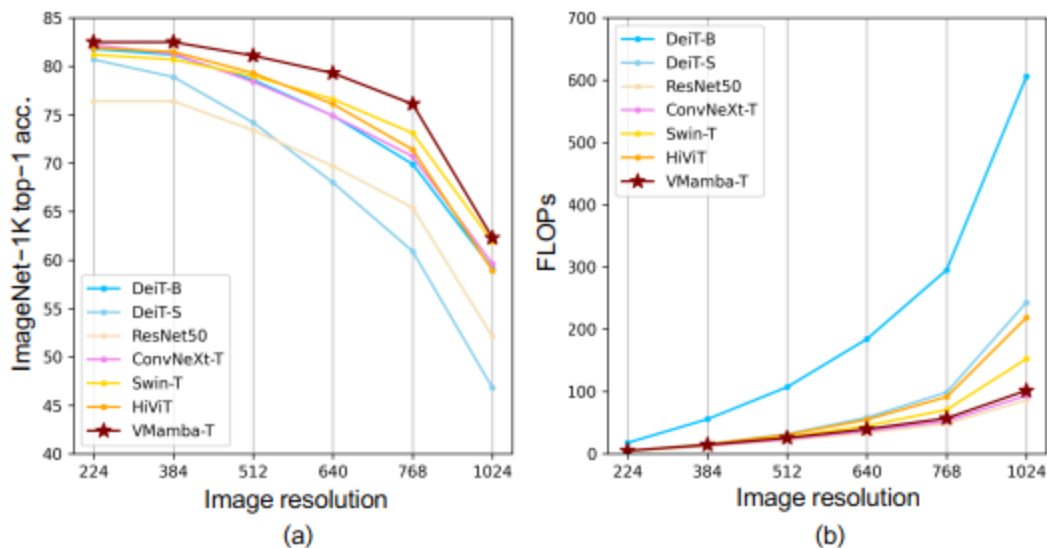 ImageNet-1K top-1 acc.
85
80
75
70
65
60
55
50
45
40
DeiT-B
DeiT-S
ResNet50
ConvNeXt-T
Swin-T
HiViT
VMamba-T
224 384 512 640 768 1024
Image resolution
(a)
FLOPs
700
600
500
400
300
200
100
0
DeiT-B
DeiT-S
ResNet50
ConvNeXt-T
Swin-T
HiViT
VMamba-T
224 384 512 640 768 1024
Image resolution
(b)